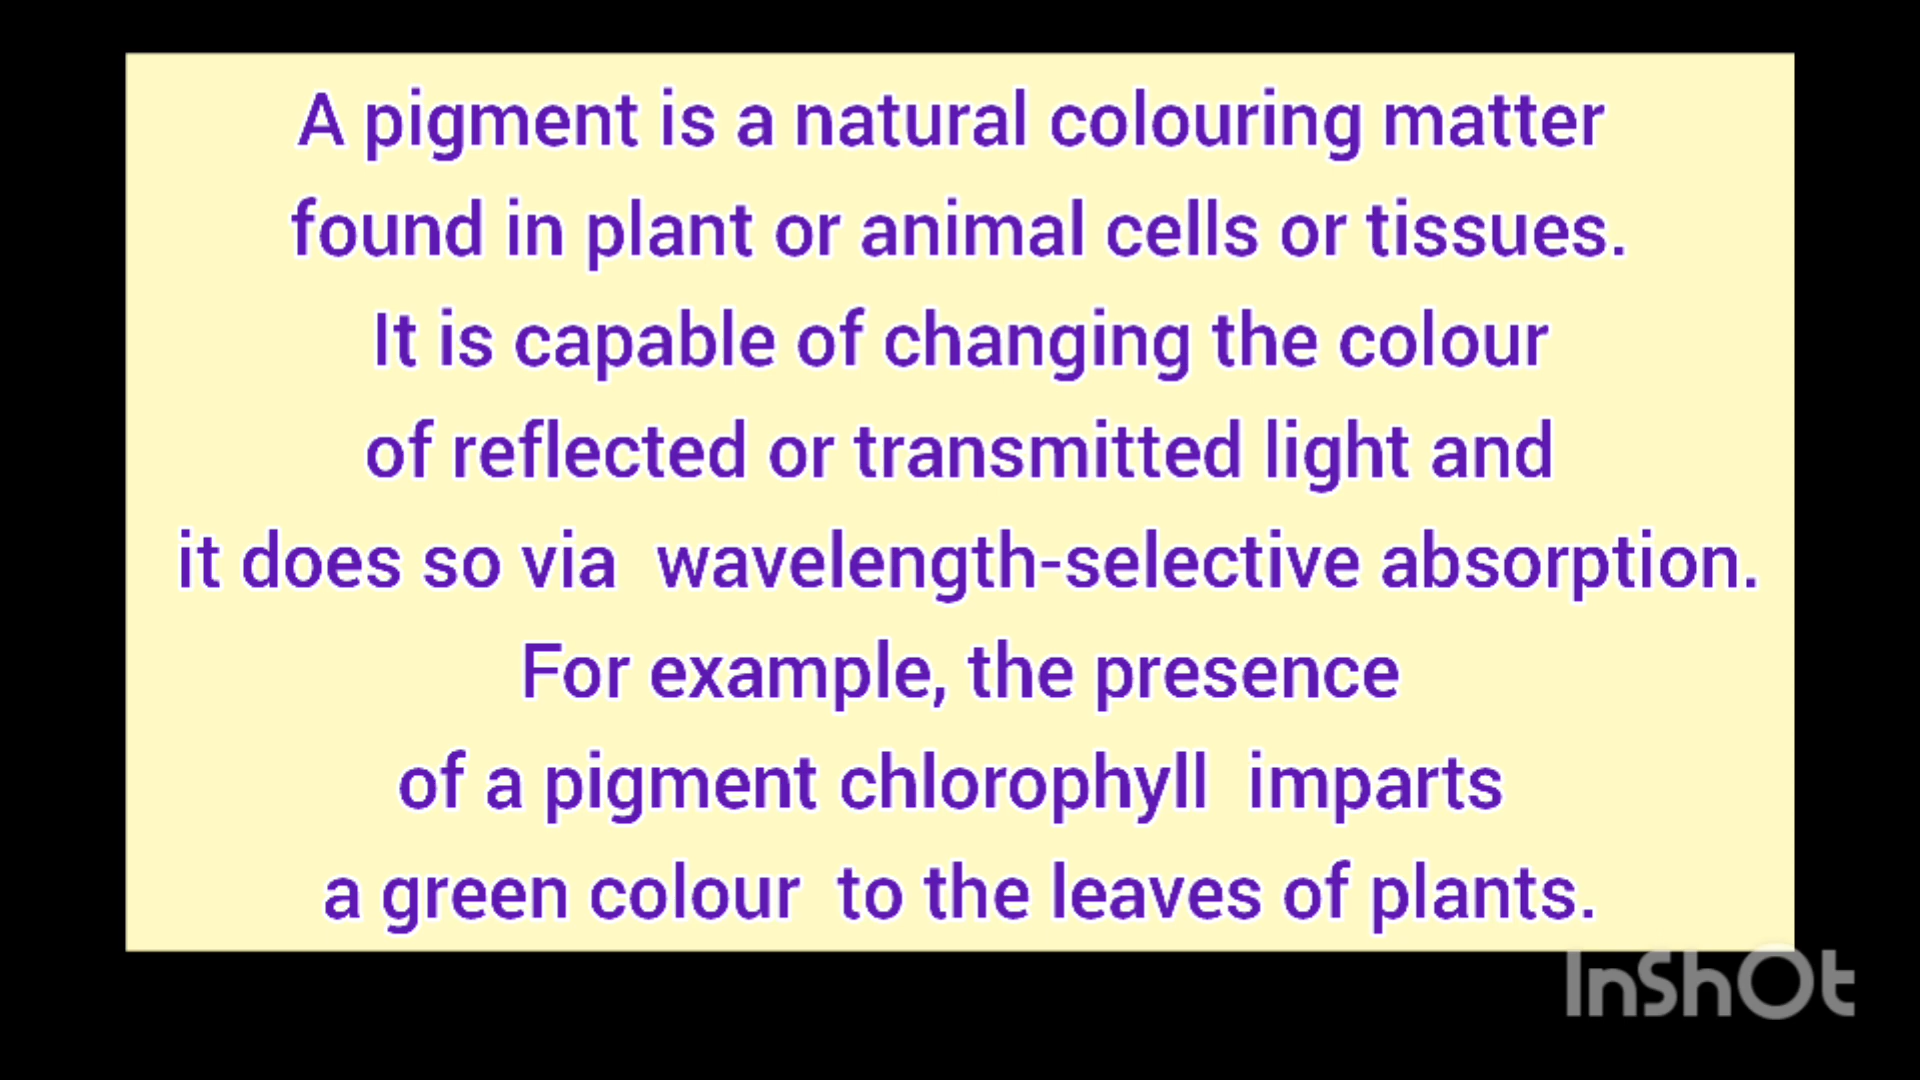 A pigment is a natural colouring matter
found in plant or animal cells or tissues.
It is capable of changing the colour
of reflected or transmitted light and
it does so via  wavelength-selective absorption.
For example, the presence
of a pigment chlorophyll  imparts
a green colour  to the leaves of plants.
InShOt